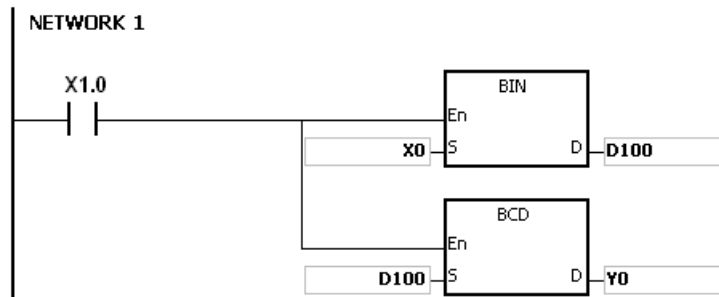 NETWORK 1
X1.0
BIN
En
X0 S D D100
BCD
En
D100 S D Y0